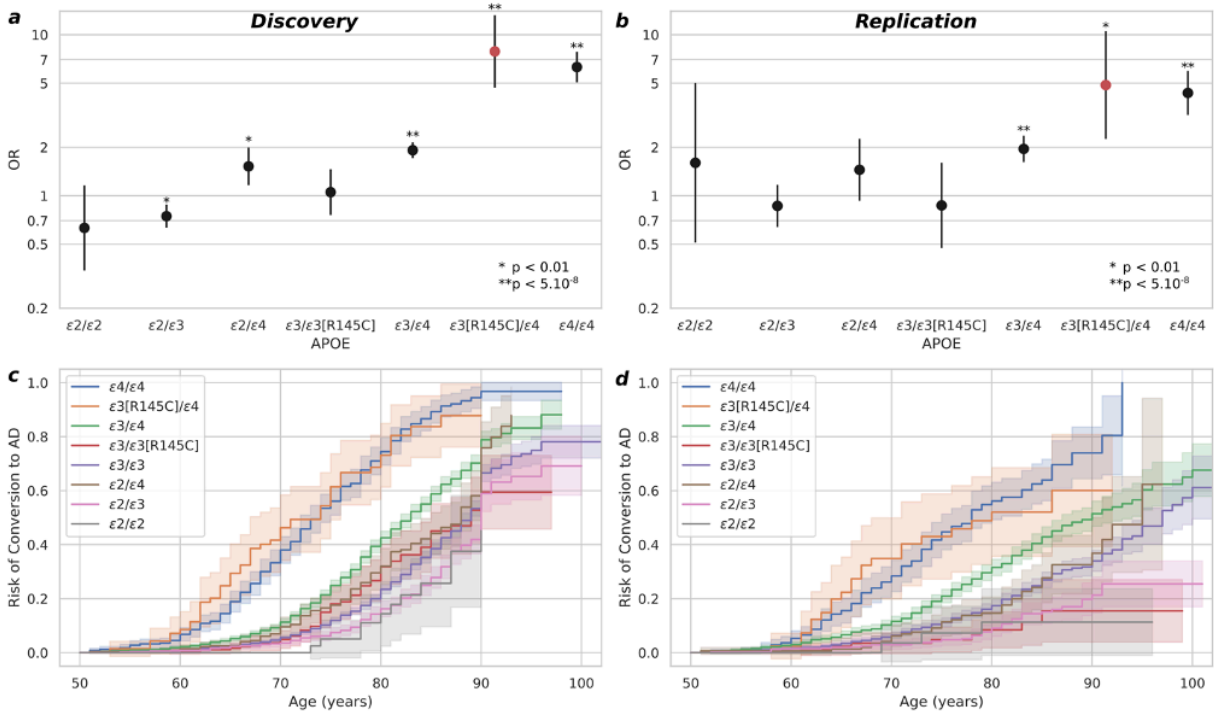 a
Discovery
OR
10
7
5
2
1
0.7
0.5
0.2
*
*
**
**
**
* p < 0.01
**p < 5.10⁻⁸
ε2/ε2
ε2/ε3
ε2/ε4
ε3/ε3[R145C]
ε3/ε4
ε3[R145C]/ε4
ε4/ε4
APOE
b
Replication
OR
10
7
5
2
1
0.7
0.5
0.2
**
*
**
* p < 0.01
**p < 5.10⁻⁸
ε2/ε2
ε2/ε3
ε2/ε4
ε3/ε3[R145C]
ε3/ε4
ε3[R145C]/ε4
ε4/ε4
APOE
c
Risk of Conversion to AD
1.0
0.8
0.6
0.4
0.2
0.0
ε4/ε4
ε3[R145C]/ε4
ε3/ε4
ε3/ε3[R145C]
ε3/ε3
ε2/ε4
ε2/ε3
ε2/ε2
50
60
70
80
90
100
Age (years)
d
Risk of Conversion to AD
1.0
0.8
0.6
0.4
0.2
0.0
ε4/ε4
ε3[R145C]/ε4
ε3/ε4
ε3/ε3[R145C]
ε3/ε3
ε2/ε4
ε2/ε3
ε2/ε2
50
60
70
80
90
100
Age (years)